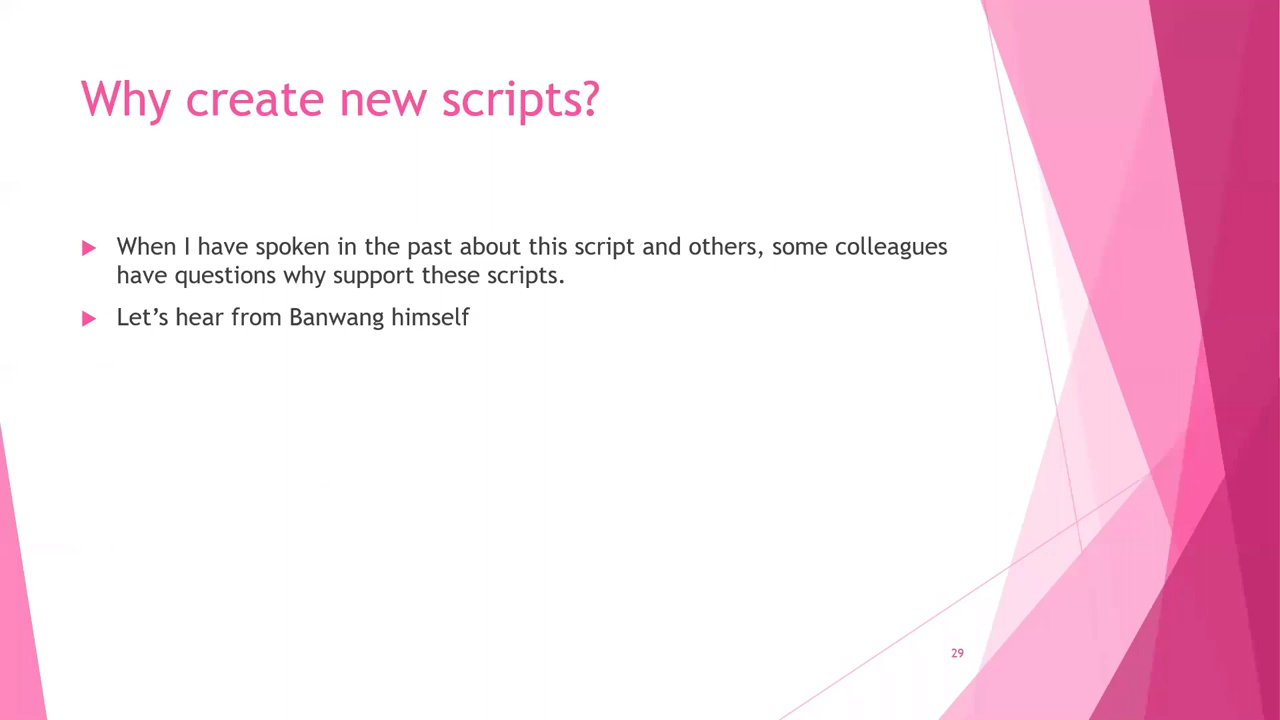 Why create new scripts?
When I have spoken in the past about this script and others, some colleagues
have questions why support these scripts.
Let’s hear from Banwang himself
29